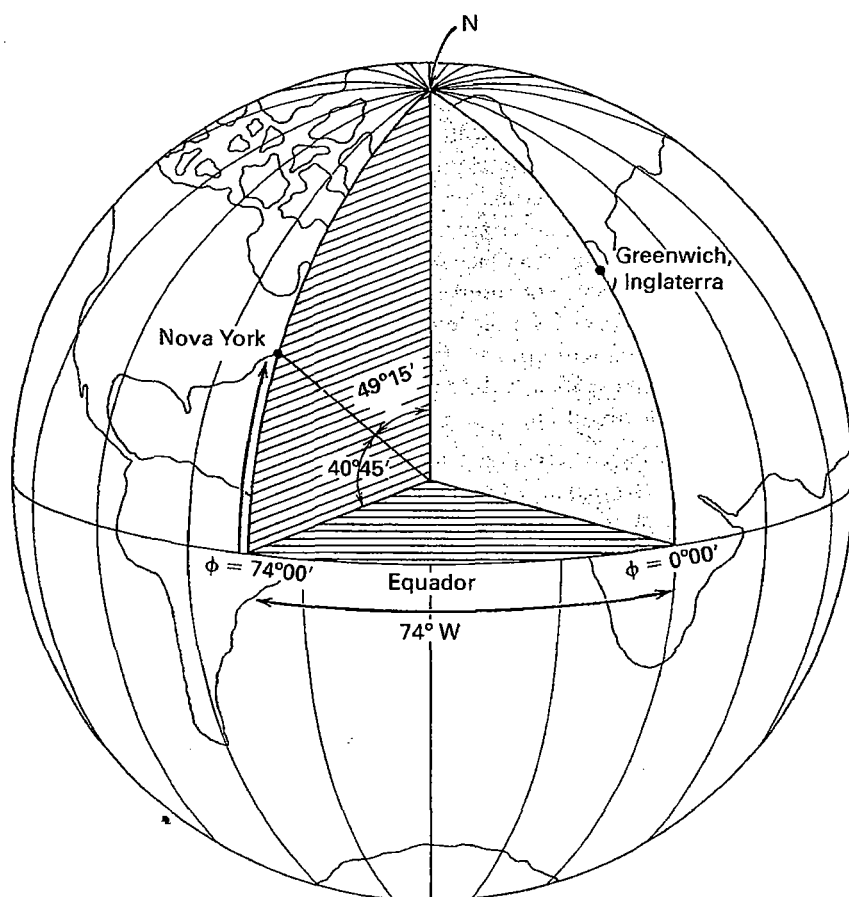 N
Greenwich,
Inglaterra
Nova York
49°15'
40°45'
ϕ = 74°00'
ϕ = 0°00'
Equador
74° W